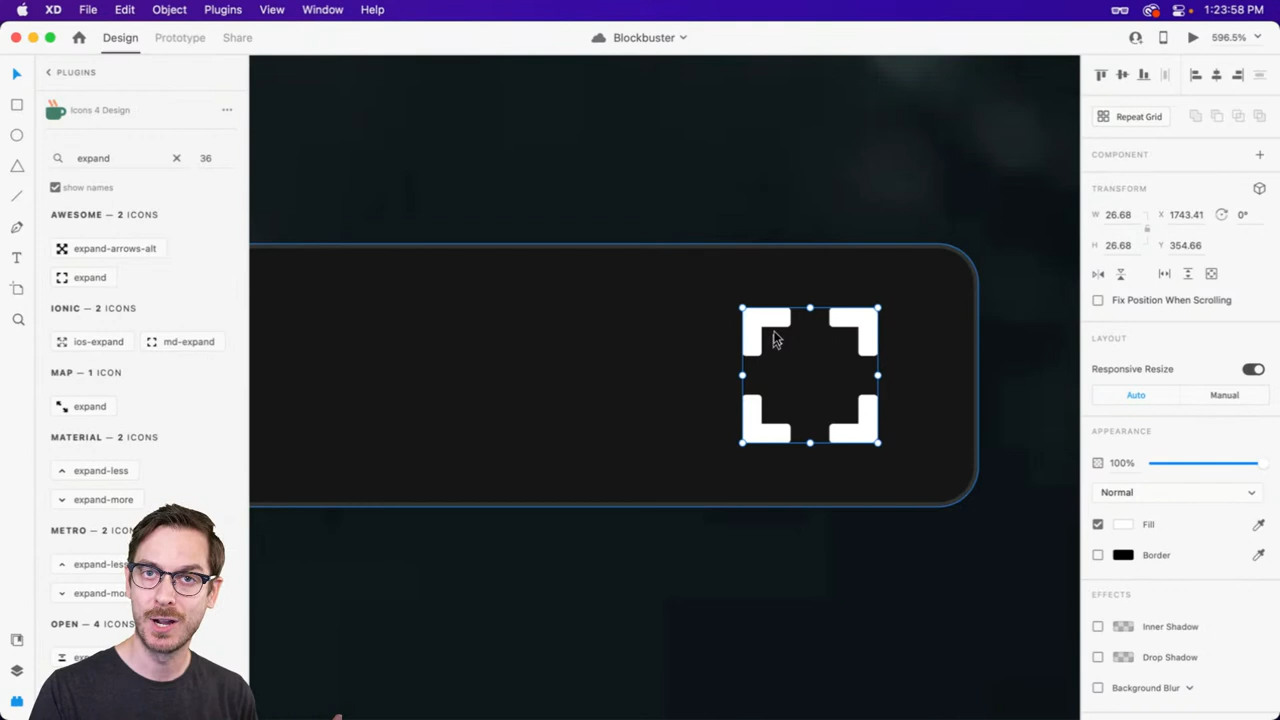 XD File Edit Object Plugins View Window Help 1:23:58 PM
Design Prototype Share Blockbuster 596.5%
PLUGINS
Icons 4 Design
expand 36
show names
AWESOME — 2 ICONS
expand-arrows-alt
expand
IONIC — 2 ICONS
ios-expand md-expand
MAP — 1 ICON
expand
MATERIAL — 2 ICONS
expand-less
expand-more
METRO — 2 ICONS
OPEN — 4 ICONS
Repeat Grid
COMPONENT
TRANSFORM
W 26.68 X 1743.41 0°
H 26.68 Y 354.66
Fix Position When Scrolling
LAYOUT
Responsive Resize
Auto Manual
APPEARANCE
100%
Normal
Fill
Border
EFFECTS
Inner Shadow
Drop Shadow
Background Blur